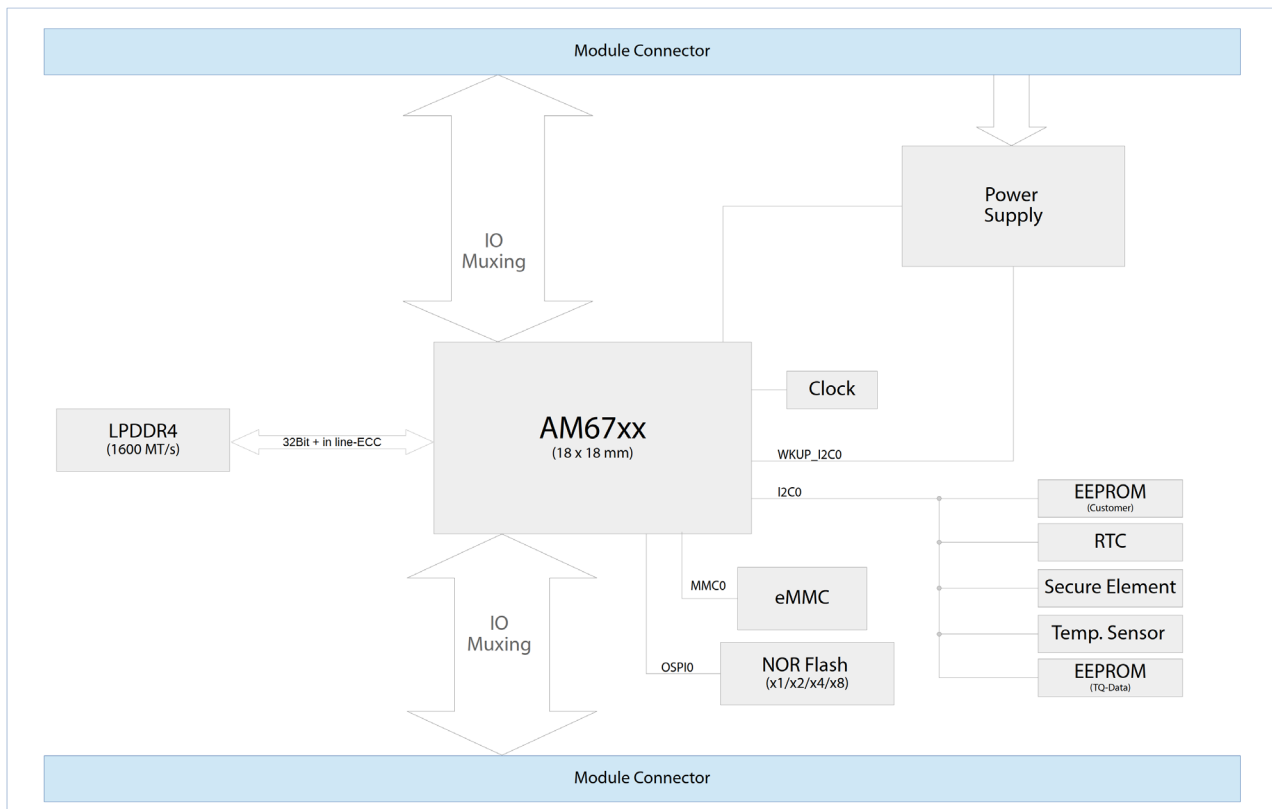 Module Connector
Power
Supply
IO
Muxing
Clock
LPDDR4
(1600 MT/s)
32Bit + in line-ECC
AM67xx
(18 x 18 mm)
WKUP_I2C0
I2C0
EEPROM
(Customer)
RTC
Secure Element
Temp. Sensor
EEPROM
(TQ-Data)
MMC0
eMMC
IO
Muxing
OSPI0
NOR Flash
(x1/x2/x4/x8)
Module Connector